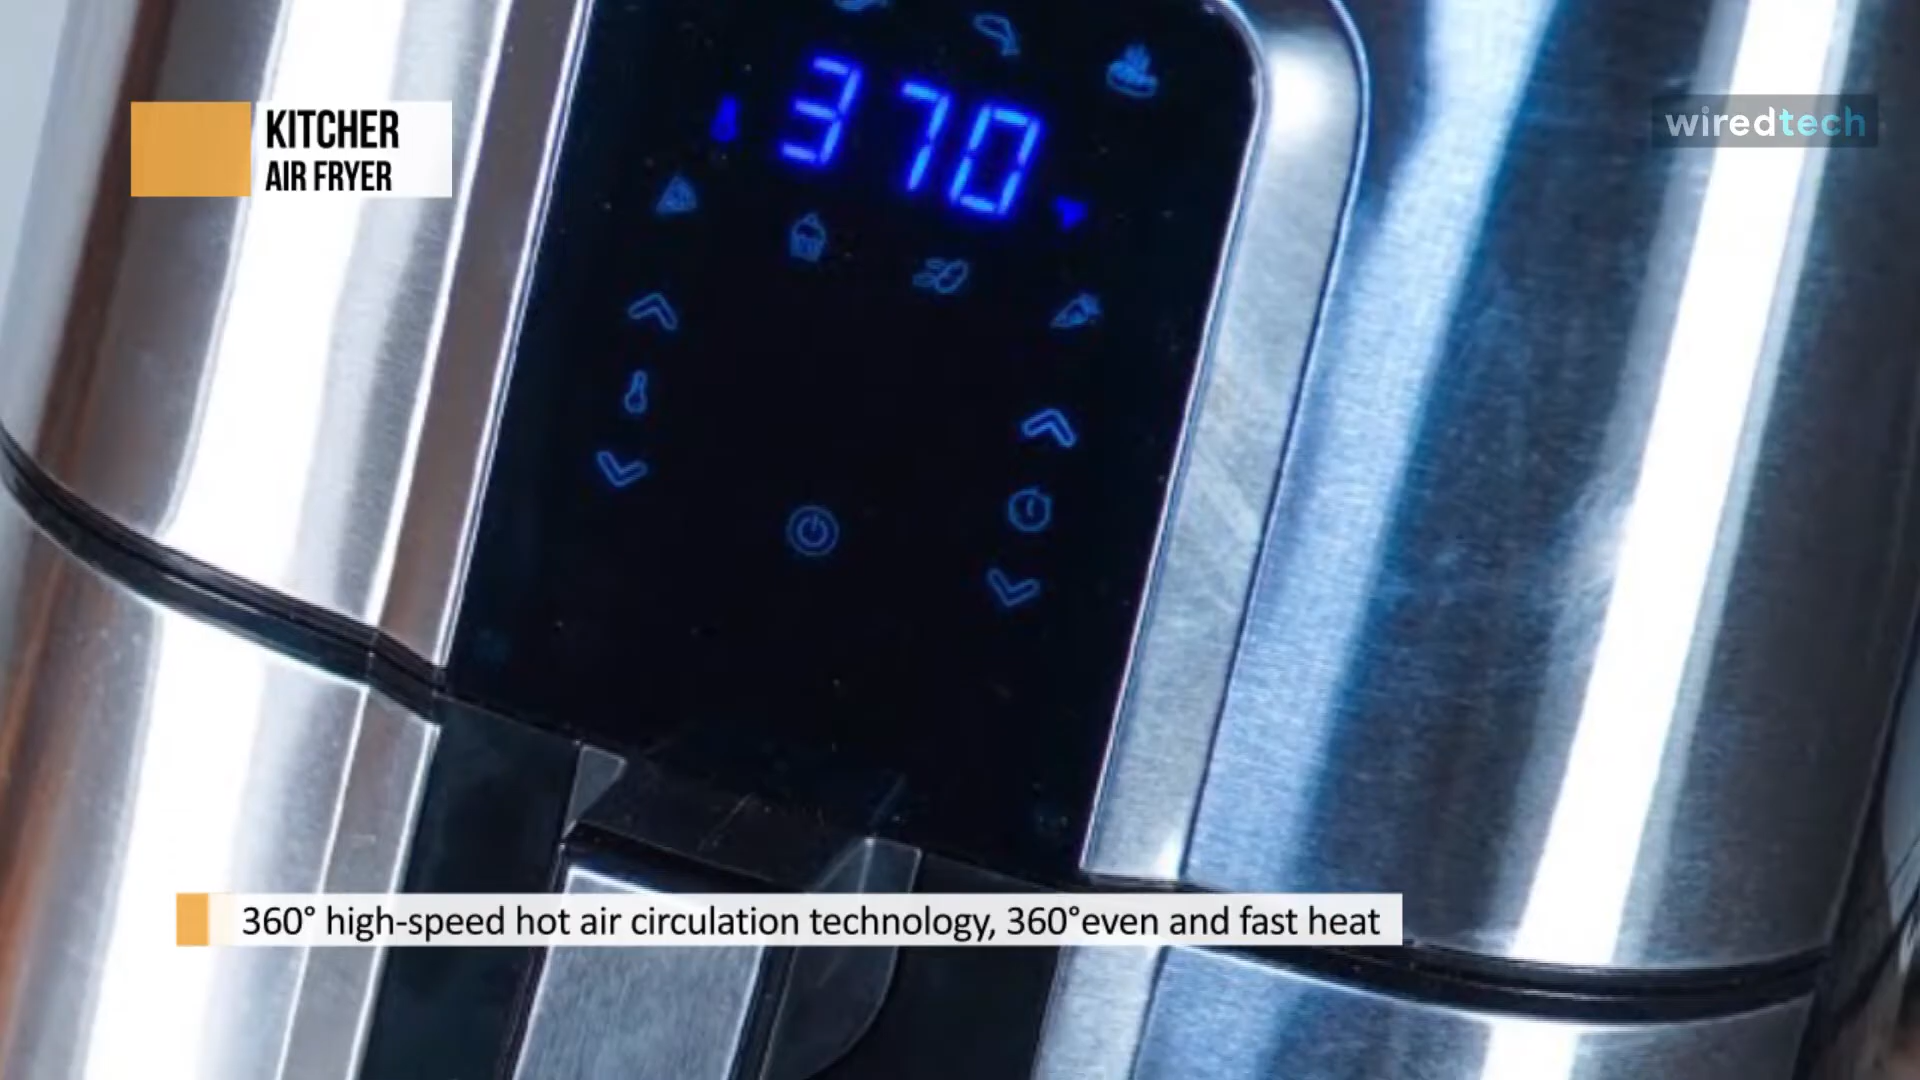 370
KITCHER
AIR FRYER
wiredtech
360° high-speed hot air circulation technology, 360°even and fast heat